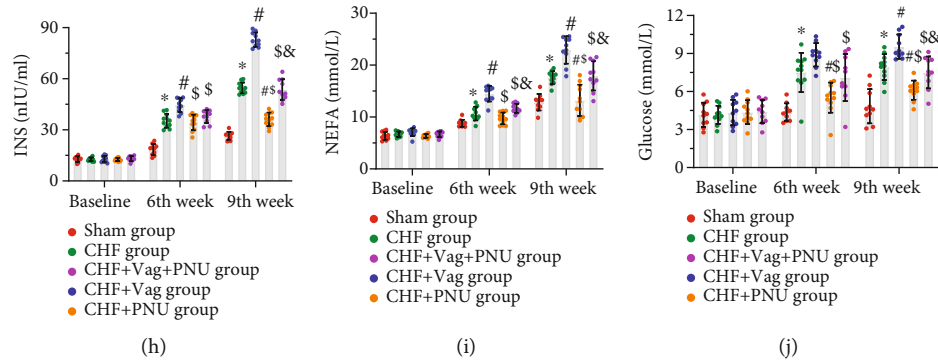 INS (nIU/ml)
90
60
30
0
* # $ $
* # #$ $&
Baseline 6th week 9th week
Sham group
CHF group
CHF+Vag+PNU group
CHF+Vag group
CHF+PNU group
(h)
NEFA (mmol/L)
30
20
10
0
* # $ $&
* # #$ $&
Baseline 6th week 9th week
Sham group
CHF group
CHF+Vag+PNU group
CHF+Vag group
CHF+PNU group
(i)
Glucose (mmol/L)
12
9
6
3
0
* #$ $
* # #$ $&
Baseline 6th week 9th week
Sham group
CHF group
CHF+Vag+PNU group
CHF+Vag group
CHF+PNU group
(j)